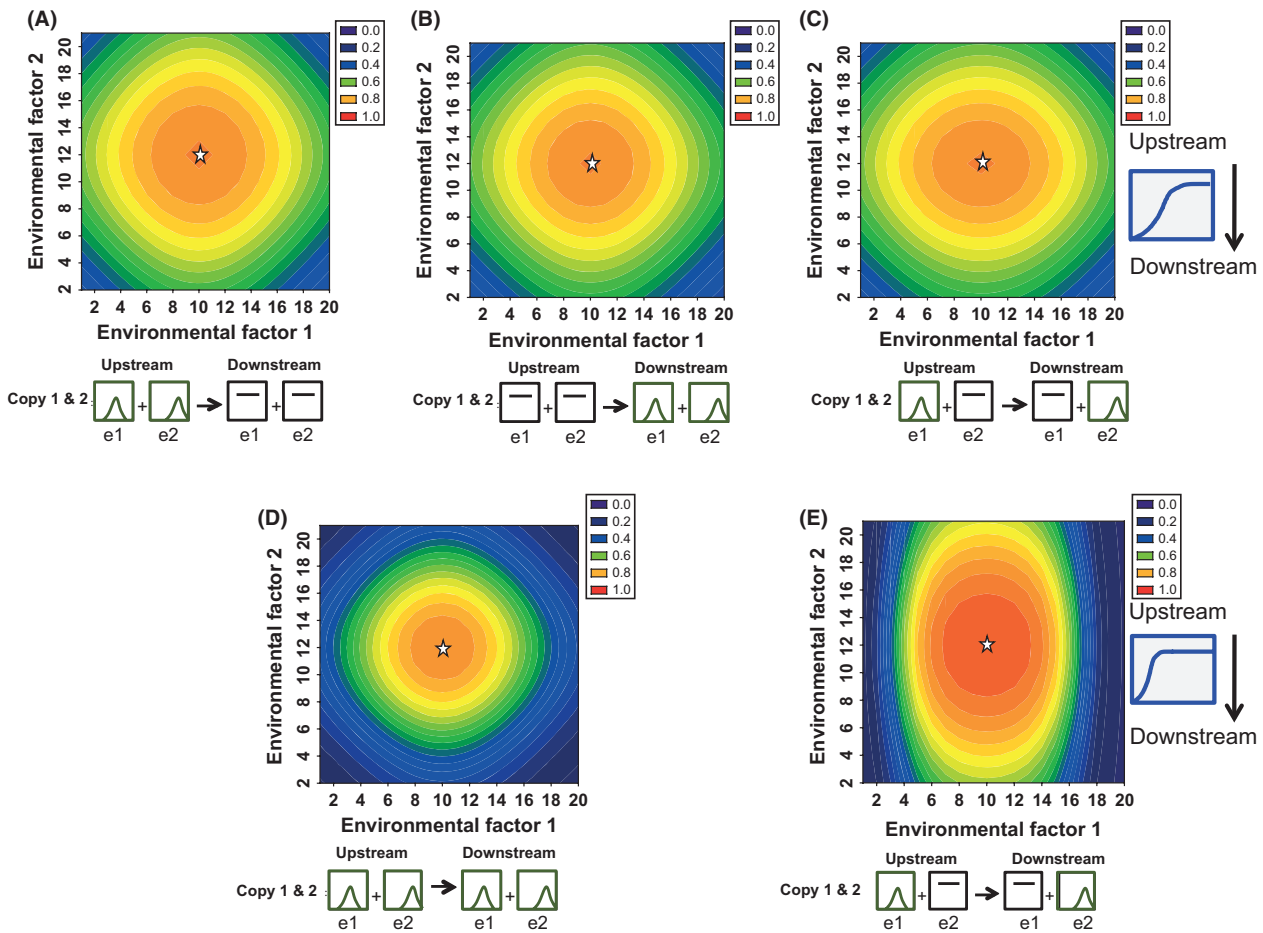 (A)
Environmental factor 2
20
18
16
14
12
10
8
6
4
2
2 4 6 8 10 12 14 16 18 20
Environmental factor 1
0.0
0.2
0.4
0.6
0.8
1.0
Upstream Downstream
Copy 1 & 2: + +
e1 e2 e1 e2
(B)
Environmental factor 2
20
18
16
14
12
10
8
6
4
2
2 4 6 8 10 12 14 16 18 20
Environmental factor 1
0.0
0.2
0.4
0.6
0.8
1.0
Upstream Downstream
Copy 1 & 2: + +
e1 e2 e1 e2
(C)
Environmental factor 2
20
18
16
14
12
10
8
6
4
2
2 4 6 8 10 12 14 16 18 20
Environmental factor 1
0.0
0.2
0.4
0.6
0.8
1.0
Upstream
Downstream
Upstream Downstream
Copy 1 & 2 + +
e1 e2 e1 e2
(D)
Environmental factor 2
20
18
16
14
12
10
8
6
4
2
2 4 6 8 10 12 14 16 18 20
Environmental factor 1
0.0
0.2
0.4
0.6
0.8
1.0
Upstream Downstream
Copy 1 & 2 : + +
e1 e2 e1 e2
(E)
Environmental factor 2
20
18
16
14
12
10
8
6
4
2
2 4 6 8 10 12 14 16 18 20
Environmental factor 1
0.0
0.2
0.4
0.6
0.8
1.0
Upstream
Downstream
Upstream Downstream
Copy 1 & 2 + +
e1 e2 e1 e2